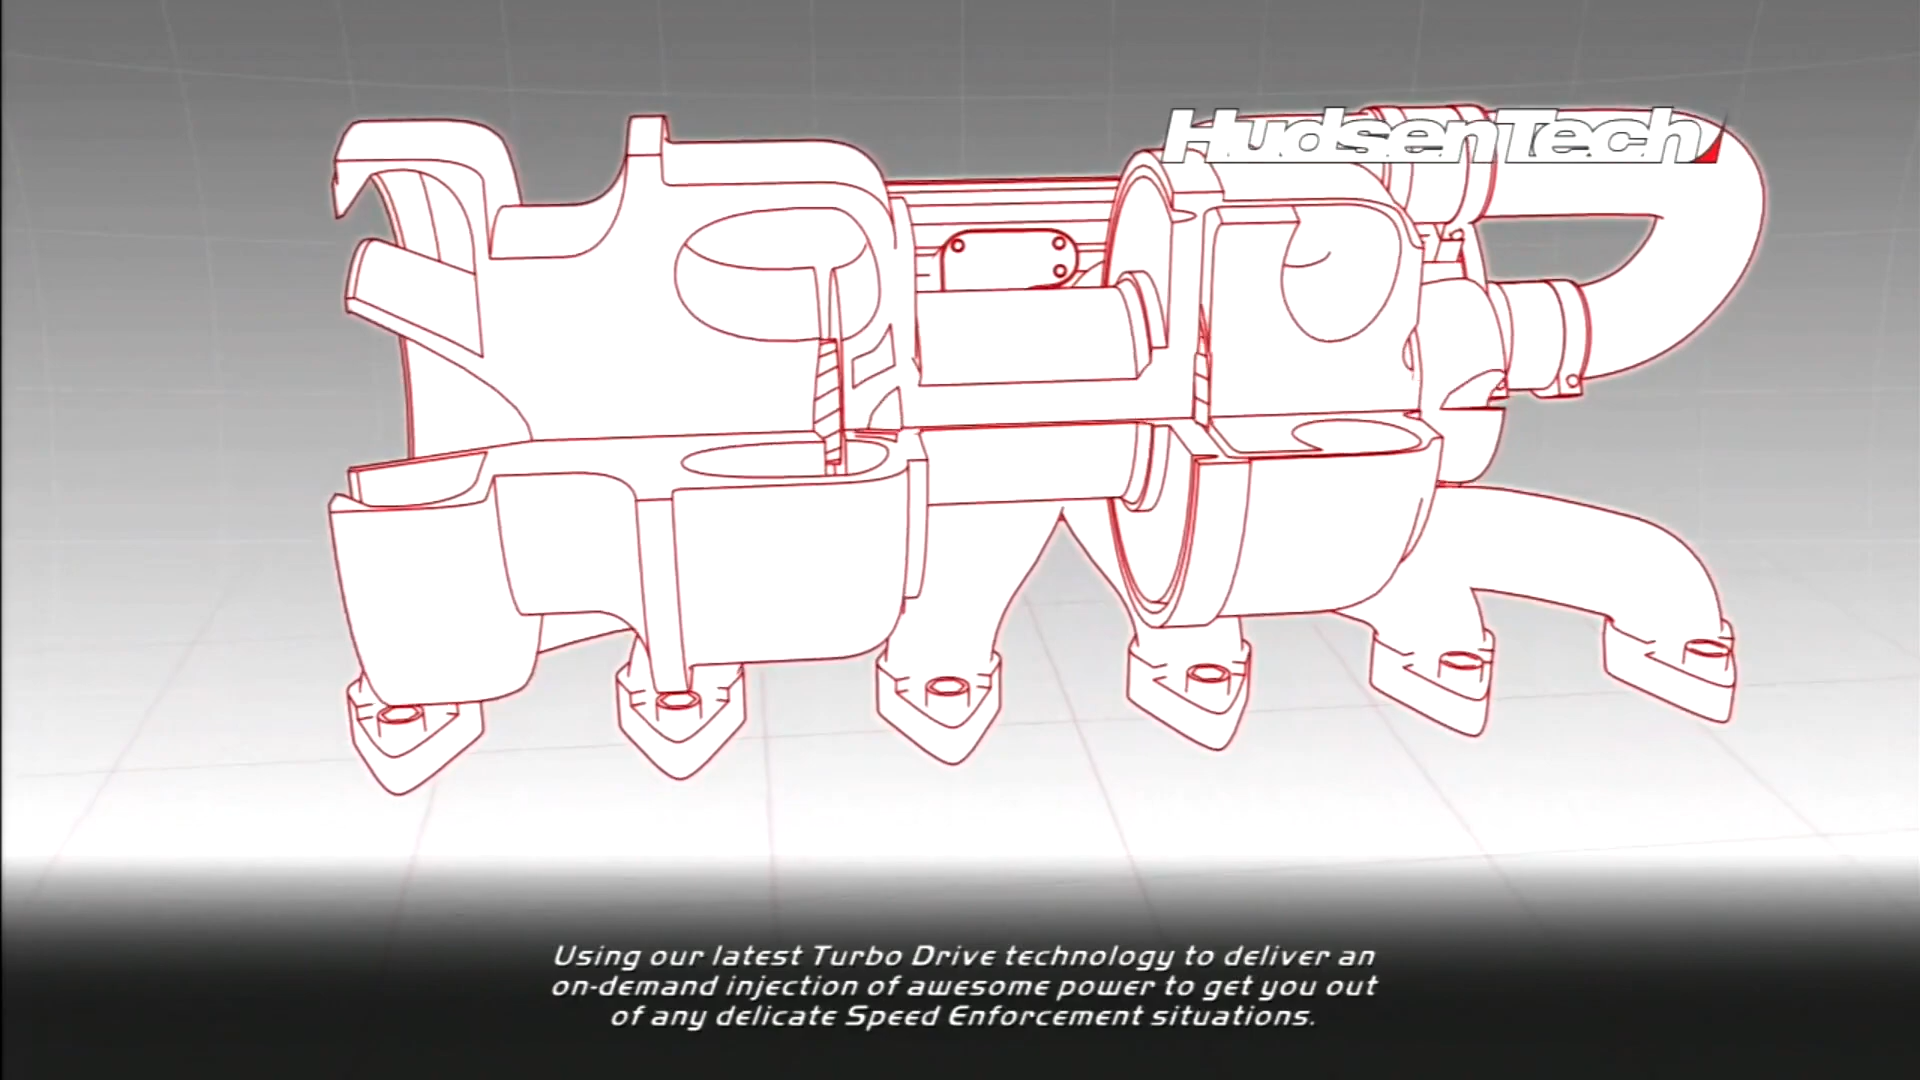 HudsenTech
Using our latest Turbo Drive technology to deliver an
on-demand injection of awesome power to get you out
of any delicate Speed Enforcement situations.